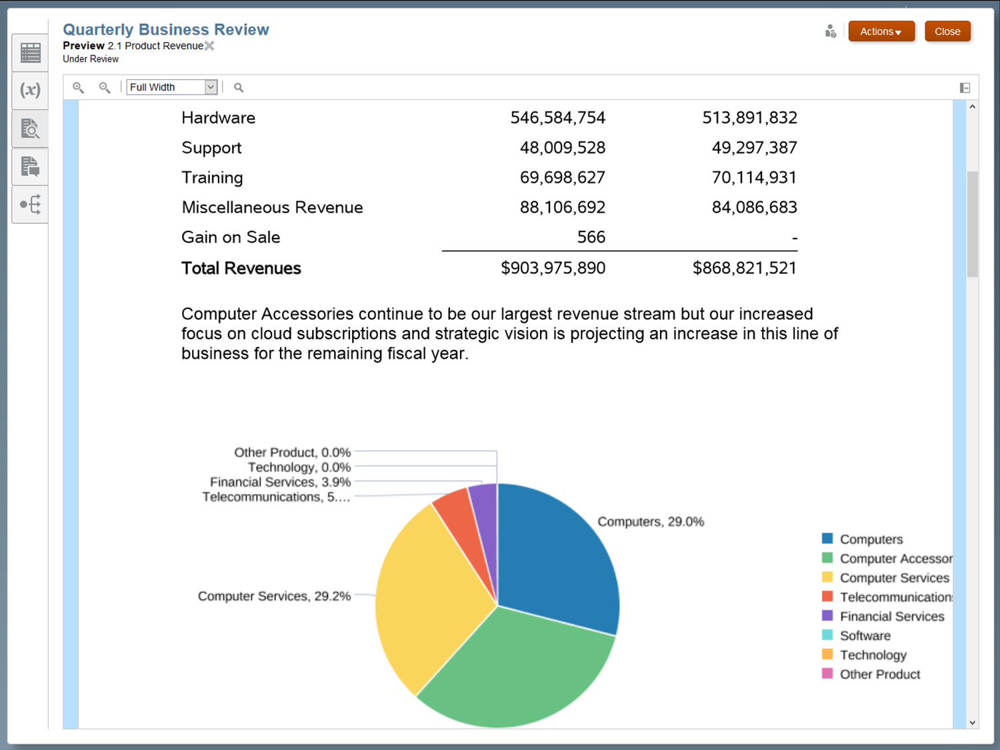 Quarterly Business Review
Preview 2.1 Product Revenue
Under Review
Actions
Close
(x)
Full Width
Hardware 546,584,754 513,891,832
Support 48,009,528 49,297,387
Training 69,698,627 70,114,931
Miscellaneous Revenue 88,106,692 84,086,683
Gain on Sale 566 -
Total Revenues $903,975,890 $868,821,521
Computer Accessories continue to be our largest revenue stream but our increased
focus on cloud subscriptions and strategic vision is projecting an increase in this line of
business for the remaining fiscal year.
Other Product, 0.0%
Technology, 0.0%
Financial Services, 3.9%
Telecommunications, 5....
Computers, 29.0%
Computer Services, 29.2%
Computers
Computer Accessor
Computer Services
Telecommunications
Financial Services
Software
Technology
Other Product